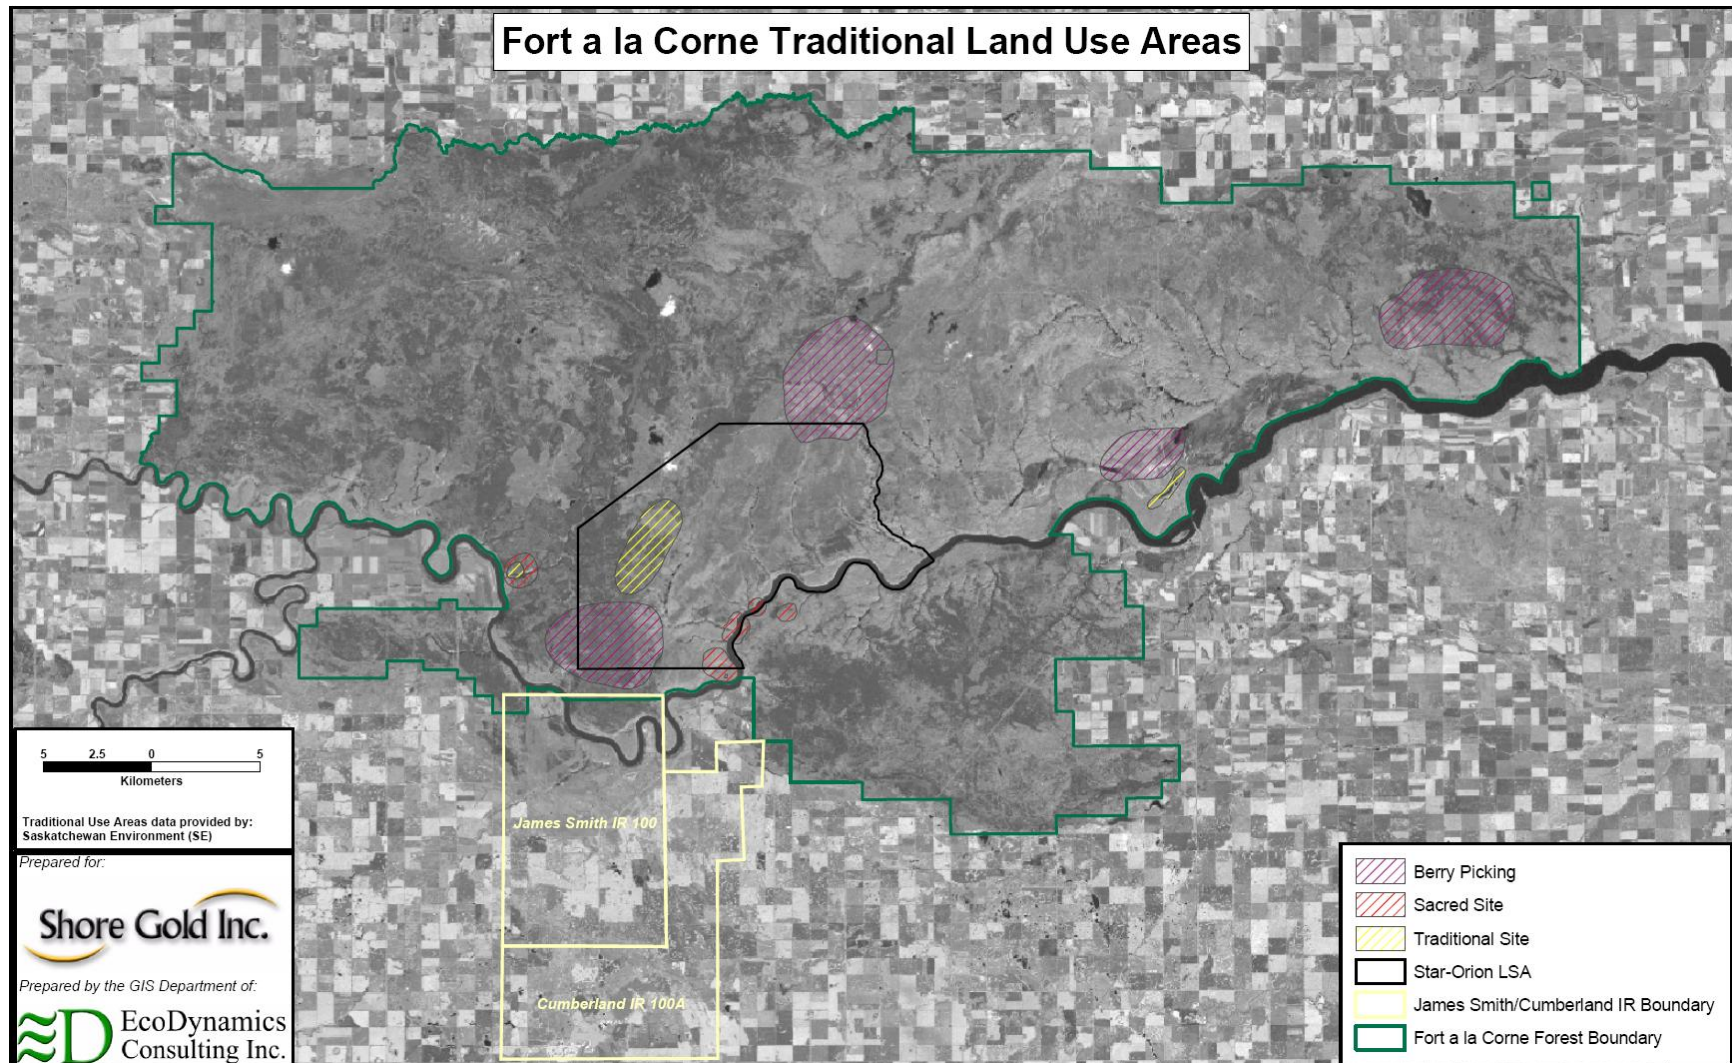 Fort a la Corne Traditional Land Use Areas
5 2.5 0 5
Kilometers
Traditional Use Areas data provided by:
Saskatchewan Environment (SE)
Prepared for:
Shore Gold Inc.
Prepared by the GIS Department of:
EcoDynamics
Consulting Inc.
James Smith IR 100
Cumberland IR 100A
Berry Picking
Sacred Site
Traditional Site
Star-Orion LSA
James Smith/Cumberland IR Boundary
Fort a la Corne Forest Boundary